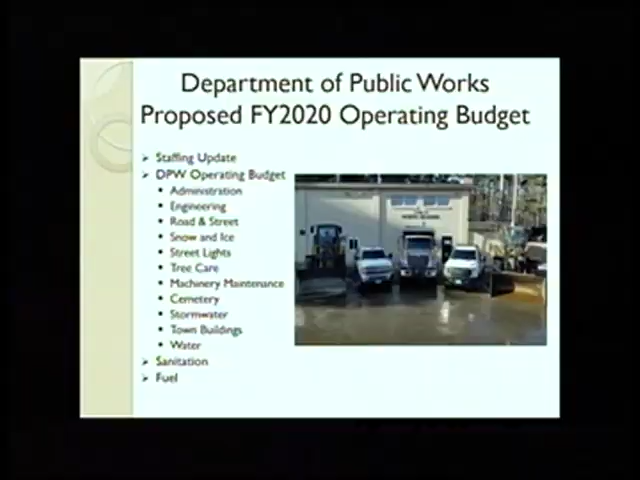 Department of Public Works
Proposed FY2020 Operating Budget
Staffing Update
DPW Operating Budget
Administration
Engineering
Road & Street
Snow and Ice
Street Lights
Tree Care
Machinery Maintenance
Cemetery
Stormwater
Town Buildings
Water
Sanitation
Fuel